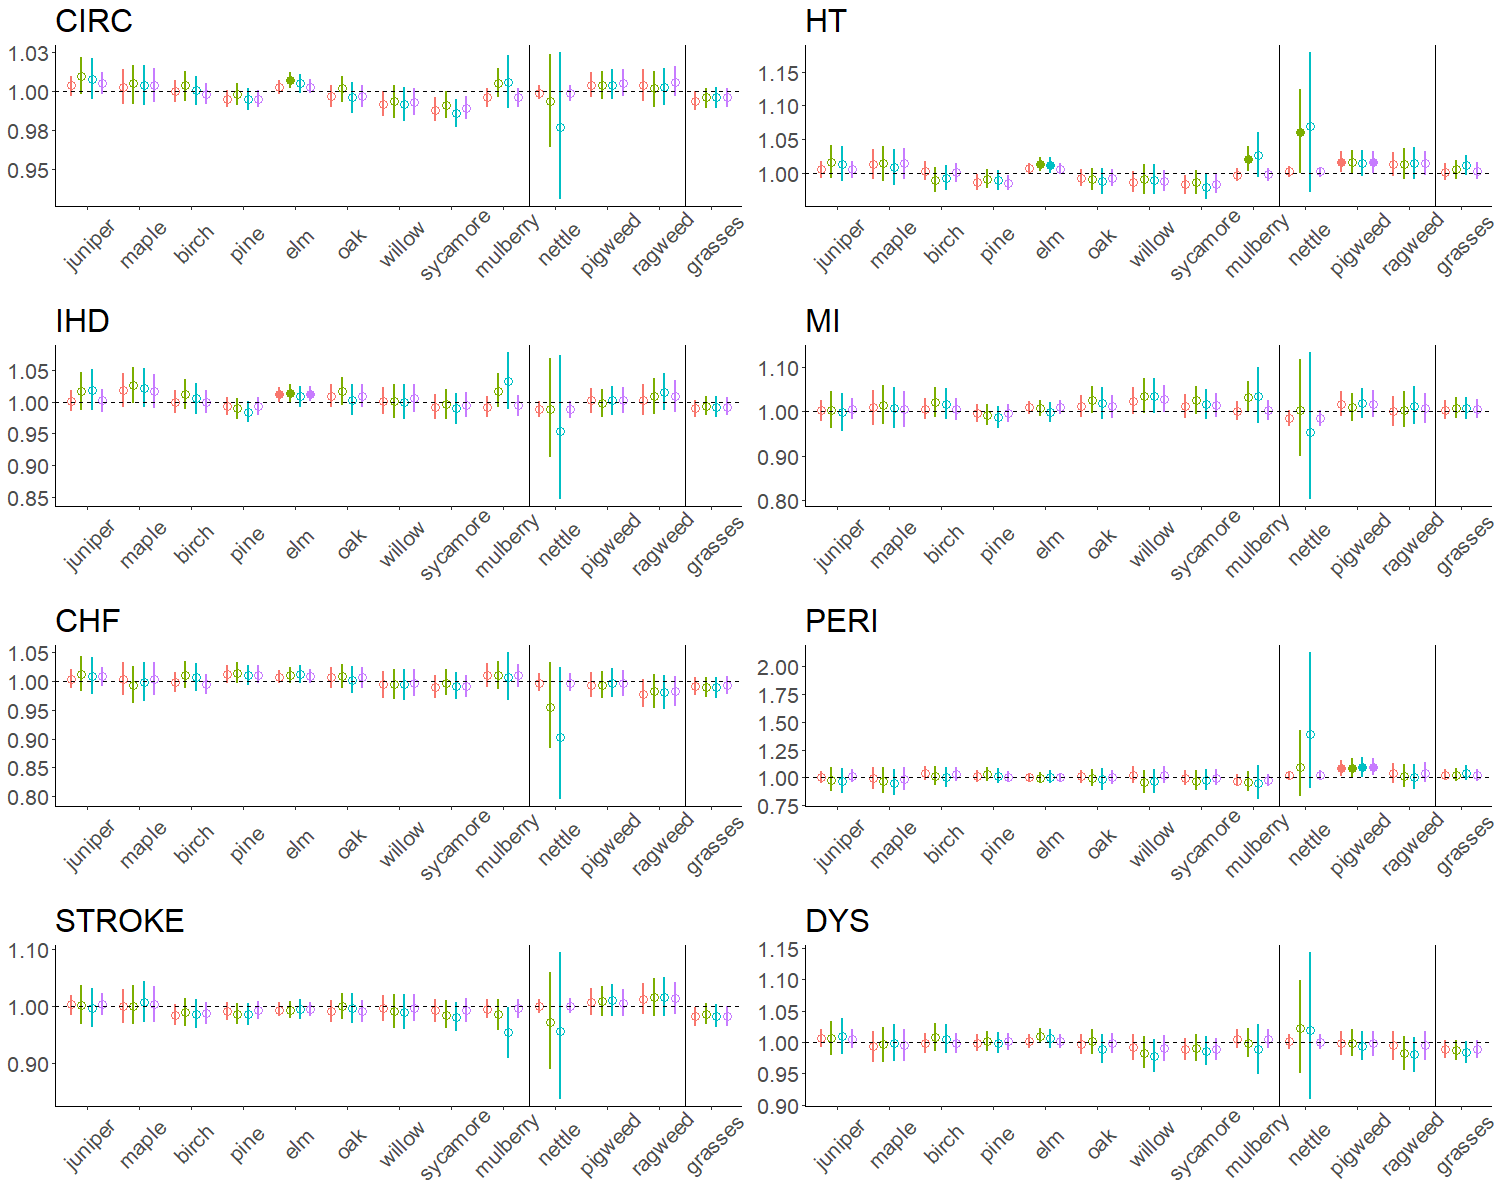 CIRC
1.03
1.00
0.98
0.95
juniper maple birch pine elm oak willow sycamore mulberry nettle pigweed ragweed grasses
HT
1.15
1.10
1.05
1.00
juniper maple birch pine elm oak willow sycamore mulberry nettle pigweed ragweed grasses
IHD
1.05
1.00
0.95
0.90
0.85
juniper maple birch pine elm oak willow sycamore mulberry nettle pigweed ragweed grasses
MI
1.10
1.00
0.90
0.80
juniper maple birch pine elm oak willow sycamore mulberry nettle pigweed ragweed grasses
CHF
1.05
1.00
0.95
0.90
0.85
0.80
juniper maple birch pine elm oak willow sycamore mulberry nettle pigweed ragweed grasses
PERI
2.00
1.75
1.50
1.25
1.00
0.75
juniper maple birch pine elm oak willow sycamore mulberry nettle pigweed ragweed grasses
STROKE
1.10
1.00
0.90
juniper maple birch pine elm oak willow sycamore mulberry nettle pigweed ragweed grasses
DYS
1.15
1.10
1.05
1.00
0.95
0.90
juniper maple birch pine elm oak willow sycamore mulberry nettle pigweed ragweed grasses